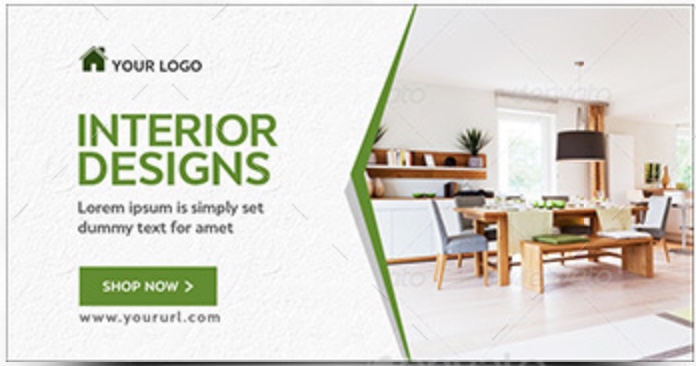 YOUR LOGO
INTERIOR
DESIGNS
Lorem ipsum is simply set
dummy text for amet
SHOP NOW >
www.yoururl.com